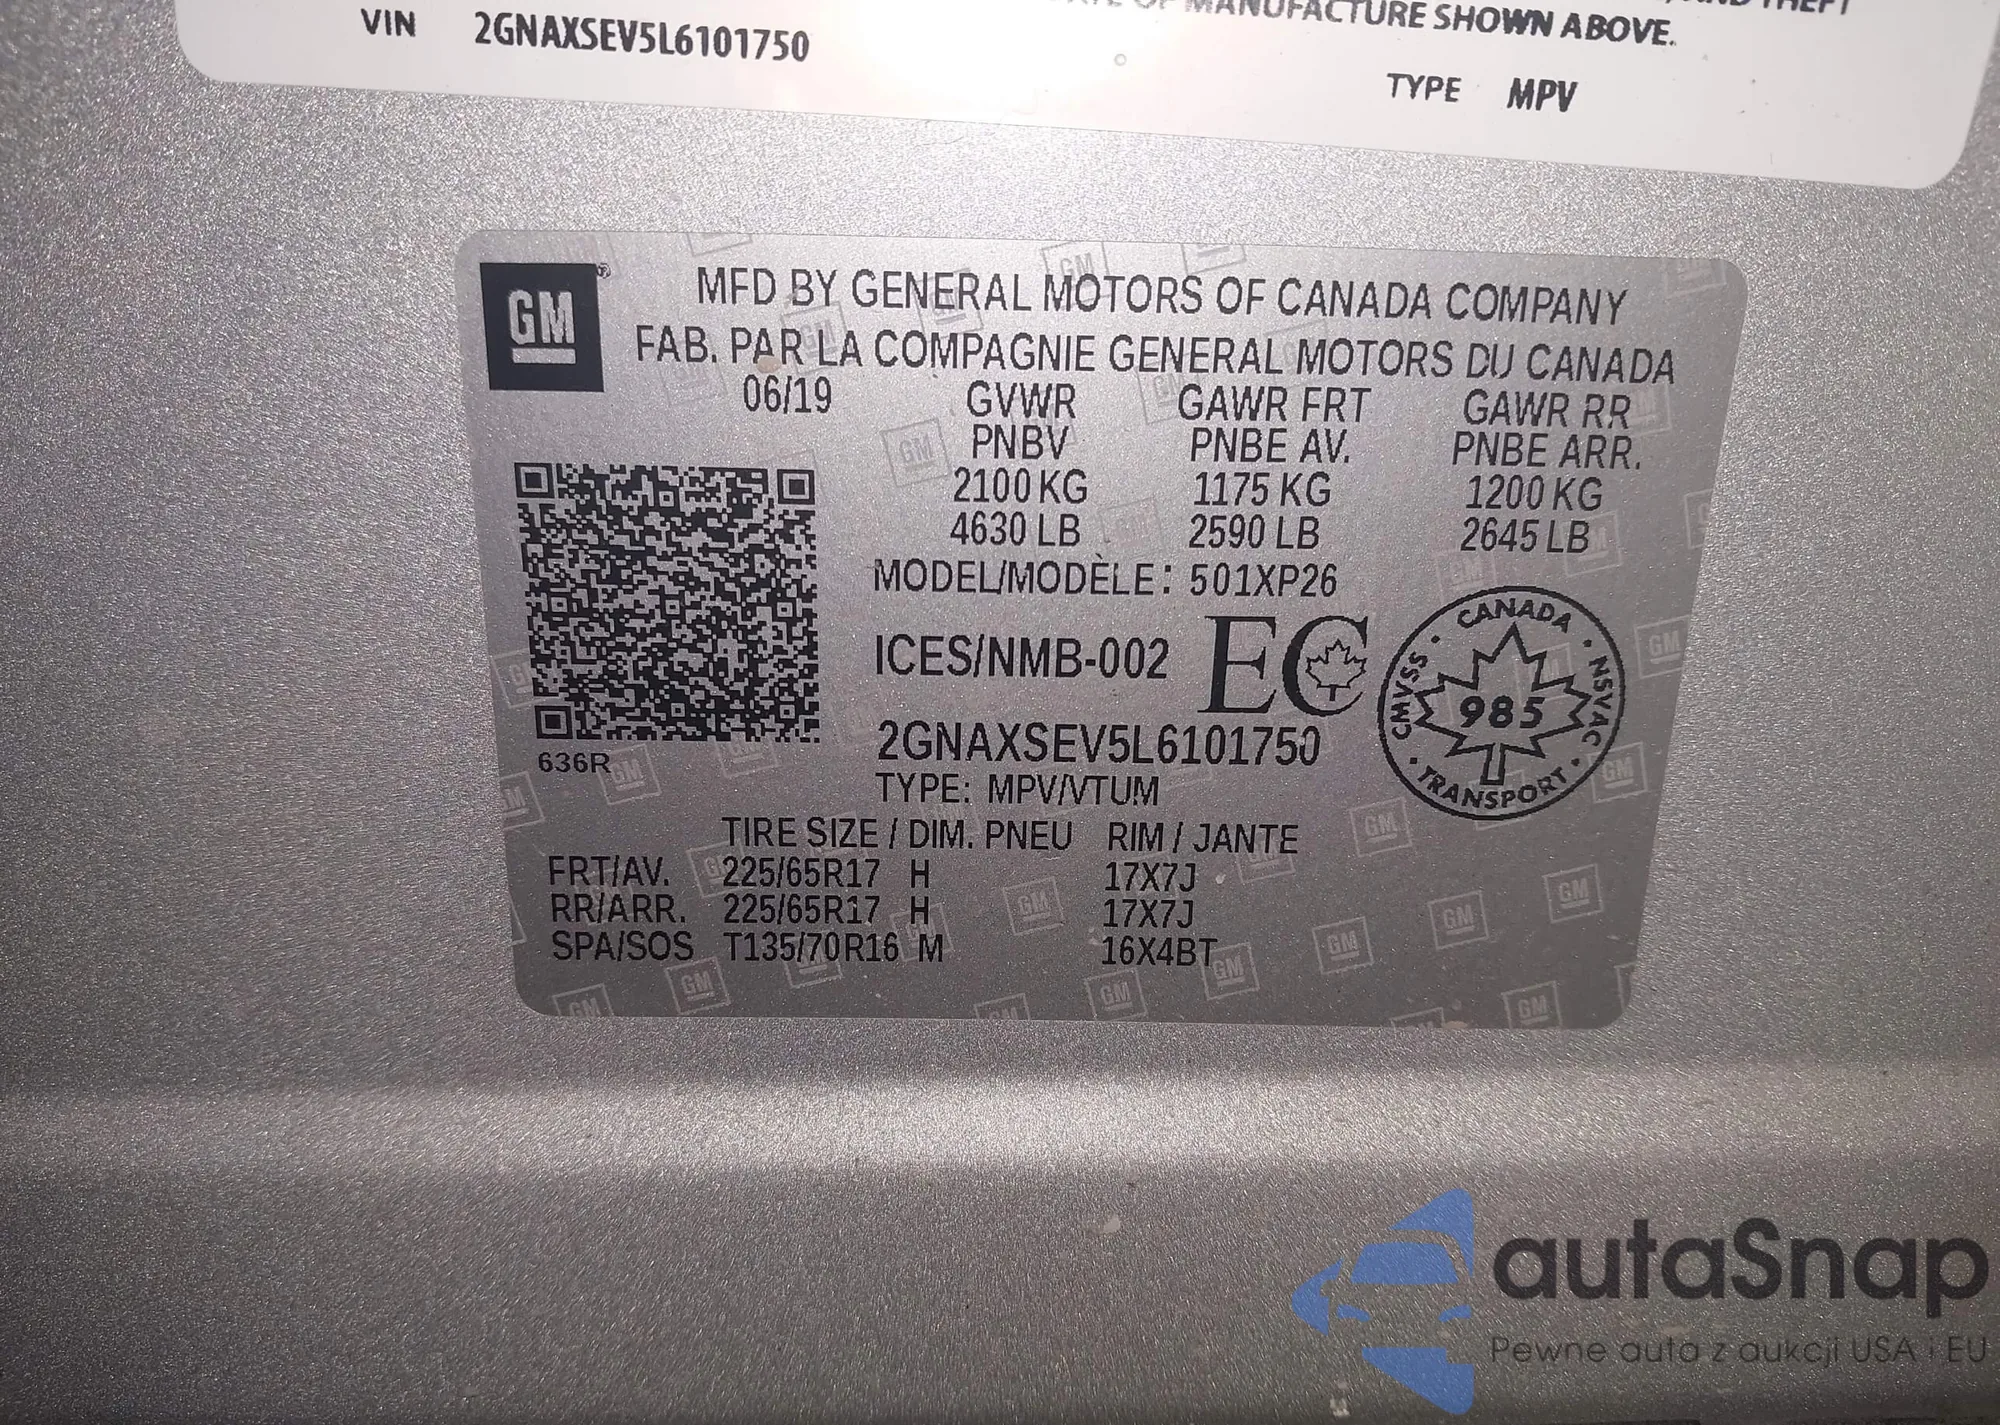 MANUFACTURE SHOWN ABOVE.
VIN 2GNAXSEV5L6101750
TYPE MPV
GM
MFD BY GENERAL MOTORS OF CANADA COMPANY
FAB. PAR LA COMPAGNIE GENERAL MOTORS DU CANADA
06/19 GVWR GAWR FRT GAWR RR
PNBV PNBE AV. PNBE ARR.
2100 KG 1175 KG 1200 KG
4630 LB 2590 LB 2645 LB
MODEL/MODÈLE: 501XP26
ICES/NMB-002 EC
CANADA
CMVSS 985 NSVAC
TRANSPORT
2GNAXSEV5L6101750
636R
TYPE: MPV/VTUM
TIRE SIZE / DIM. PNEU RIM / JANTE
FRT/AV. 225/65R17 H 17X7J
RR/ARR. 225/65R17 H 17X7J
SPA/SOS T135/70R16 M 16X4BT
autaSnap
Pewne auta z aukcji USA i EU